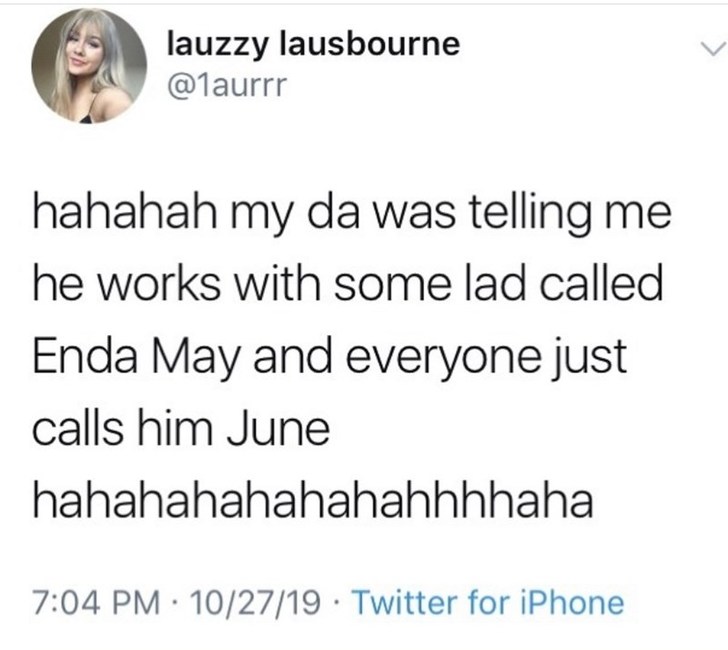 lauzzy lausbourne
@1aurrr
hahahah my da was telling me
he works with some lad called
Enda May and everyone just
calls him June
hahahahahahahahhhhaha
7:04 PM · 10/27/19 · Twitter for iPhone